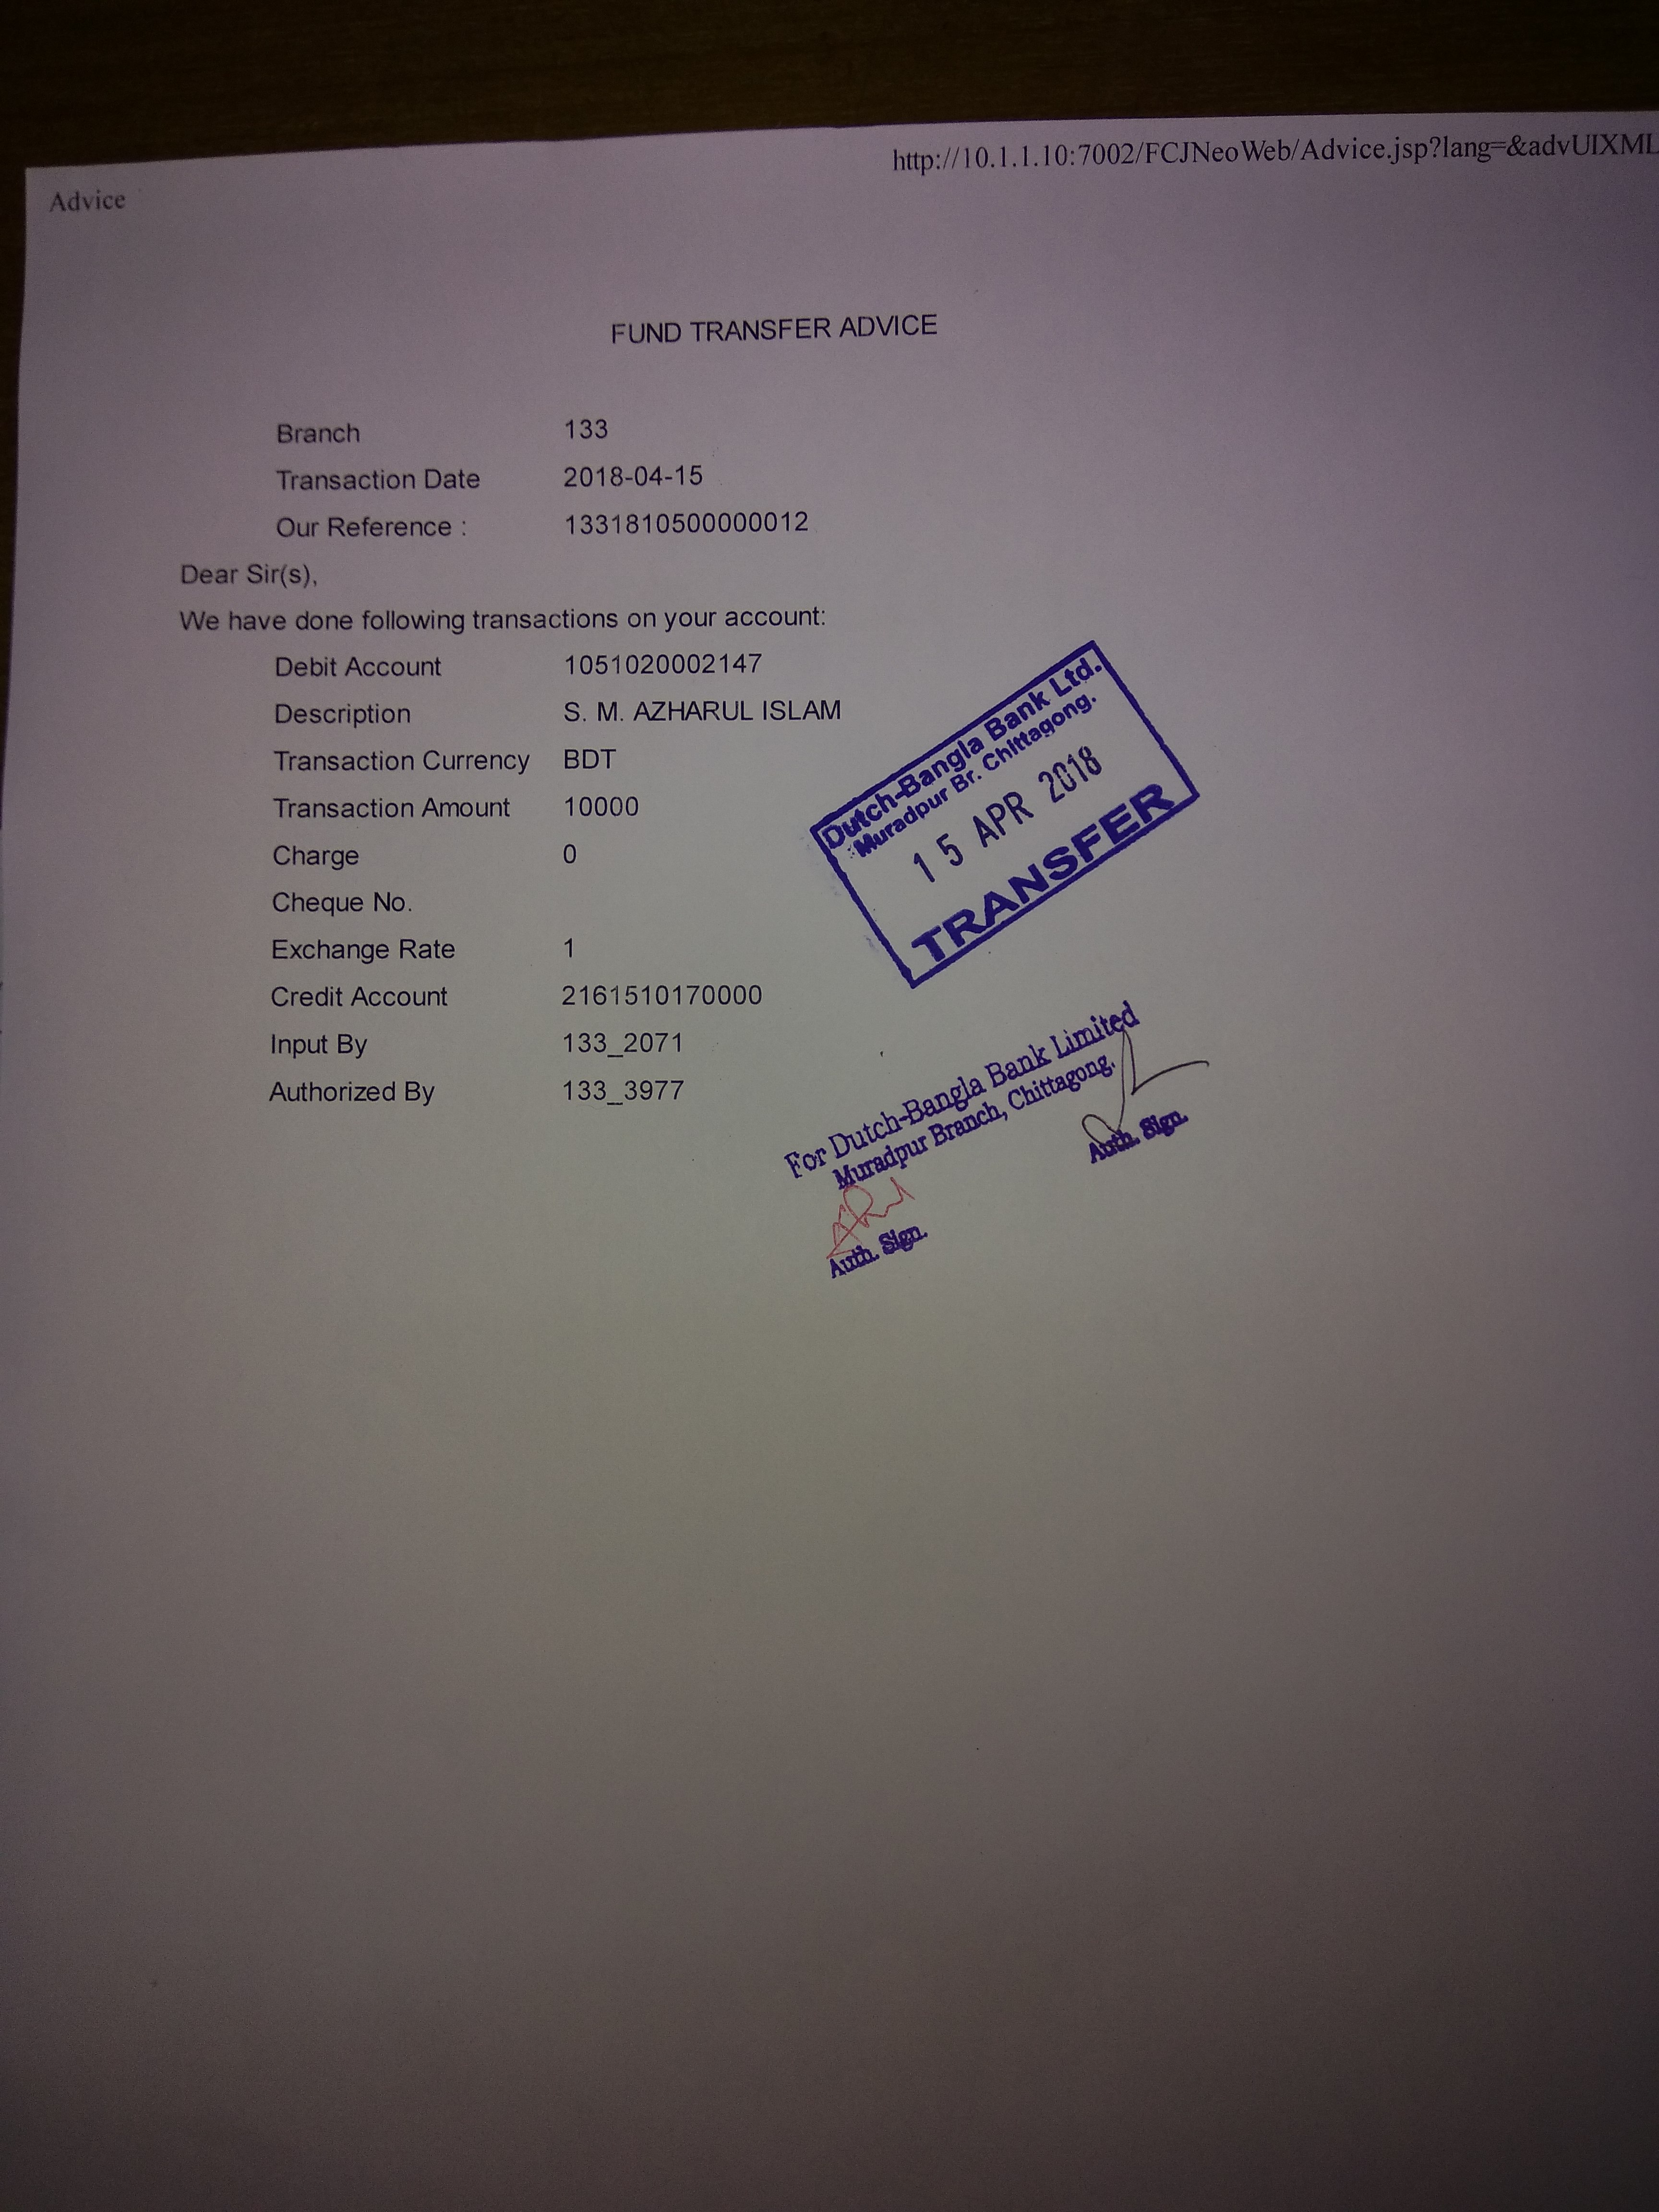 http://10.1.1.10:7002/FCJNeoWeb/Advice.jsp?lang=&advUIXML
Advice
FUND TRANSFER ADVICE
Branch 133
Transaction Date 2018-04-15
Our Reference : 1331810500000012
Dear Sir(s),
We have done following transactions on your account:
Debit Account 1051020002147
Description S. M. AZHARUL ISLAM
Transaction Currency BDT
Transaction Amount 10000
Charge 0
Cheque No.
Exchange Rate 1
Credit Account 2161510170000
Input By 133_2071
Authorized By 133_3977
Dutch-Bangla Bank Ltd.
Muradpur Br. Chittagong.
15 APR 2018
TRANSFER
For Dutch-Bangla Bank Limited
Muradpur Branch, Chittagong.
Auth. Sign.
Auth. Sign.